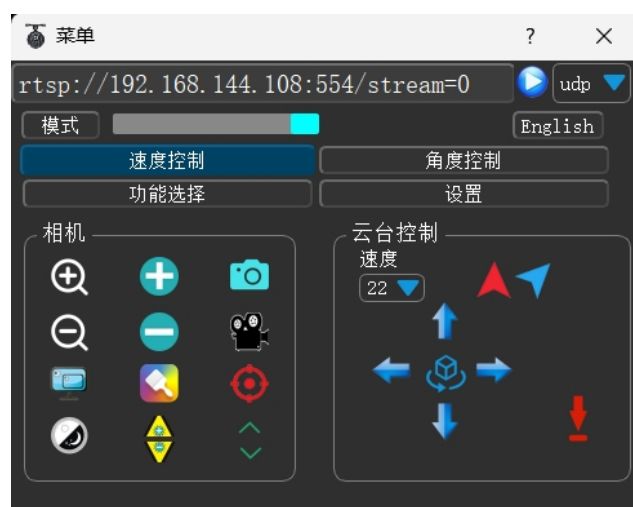 菜单 ?
rtsp://192.168.144.108:554/stream=0 udp
模式 English
速度控制 角度控制
功能选择 设置
相机 云台控制
速度
22